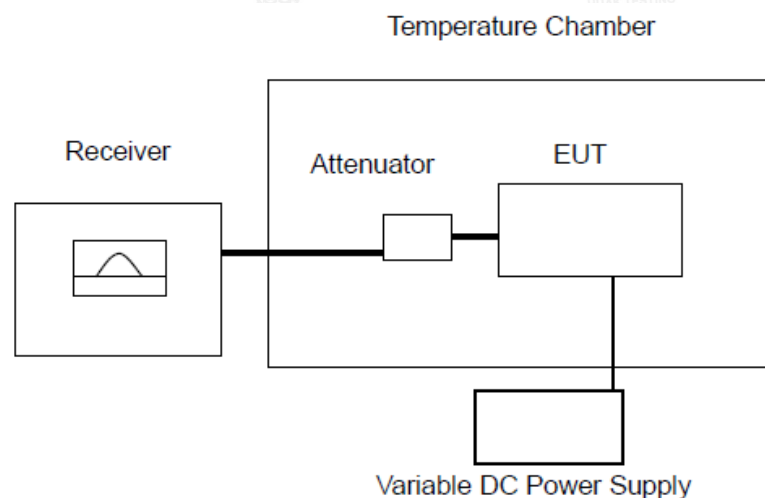 Temperature Chamber
Receiver
Attenuator
EUT
Variable DC Power Supply